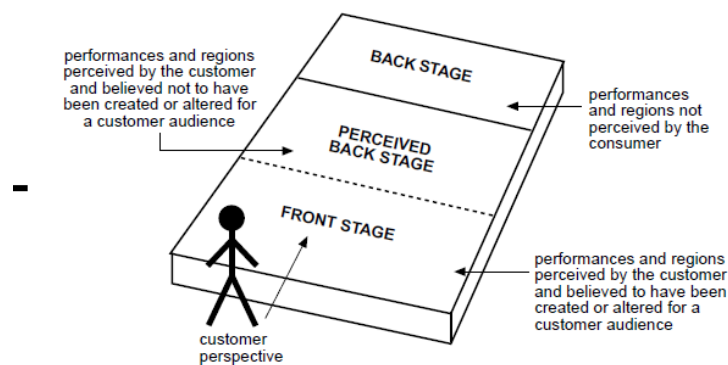 performances and regions
perceived by the customer
and believed not to have
been created or altered for
a customer audience
BACK STAGE
performances
and regions not
perceived by the
consumer
PERCEIVED
BACK STAGE
FRONT STAGE
performances and regions
perceived by the customer
and believed to have been
created or altered for a
customer audience
customer
perspective